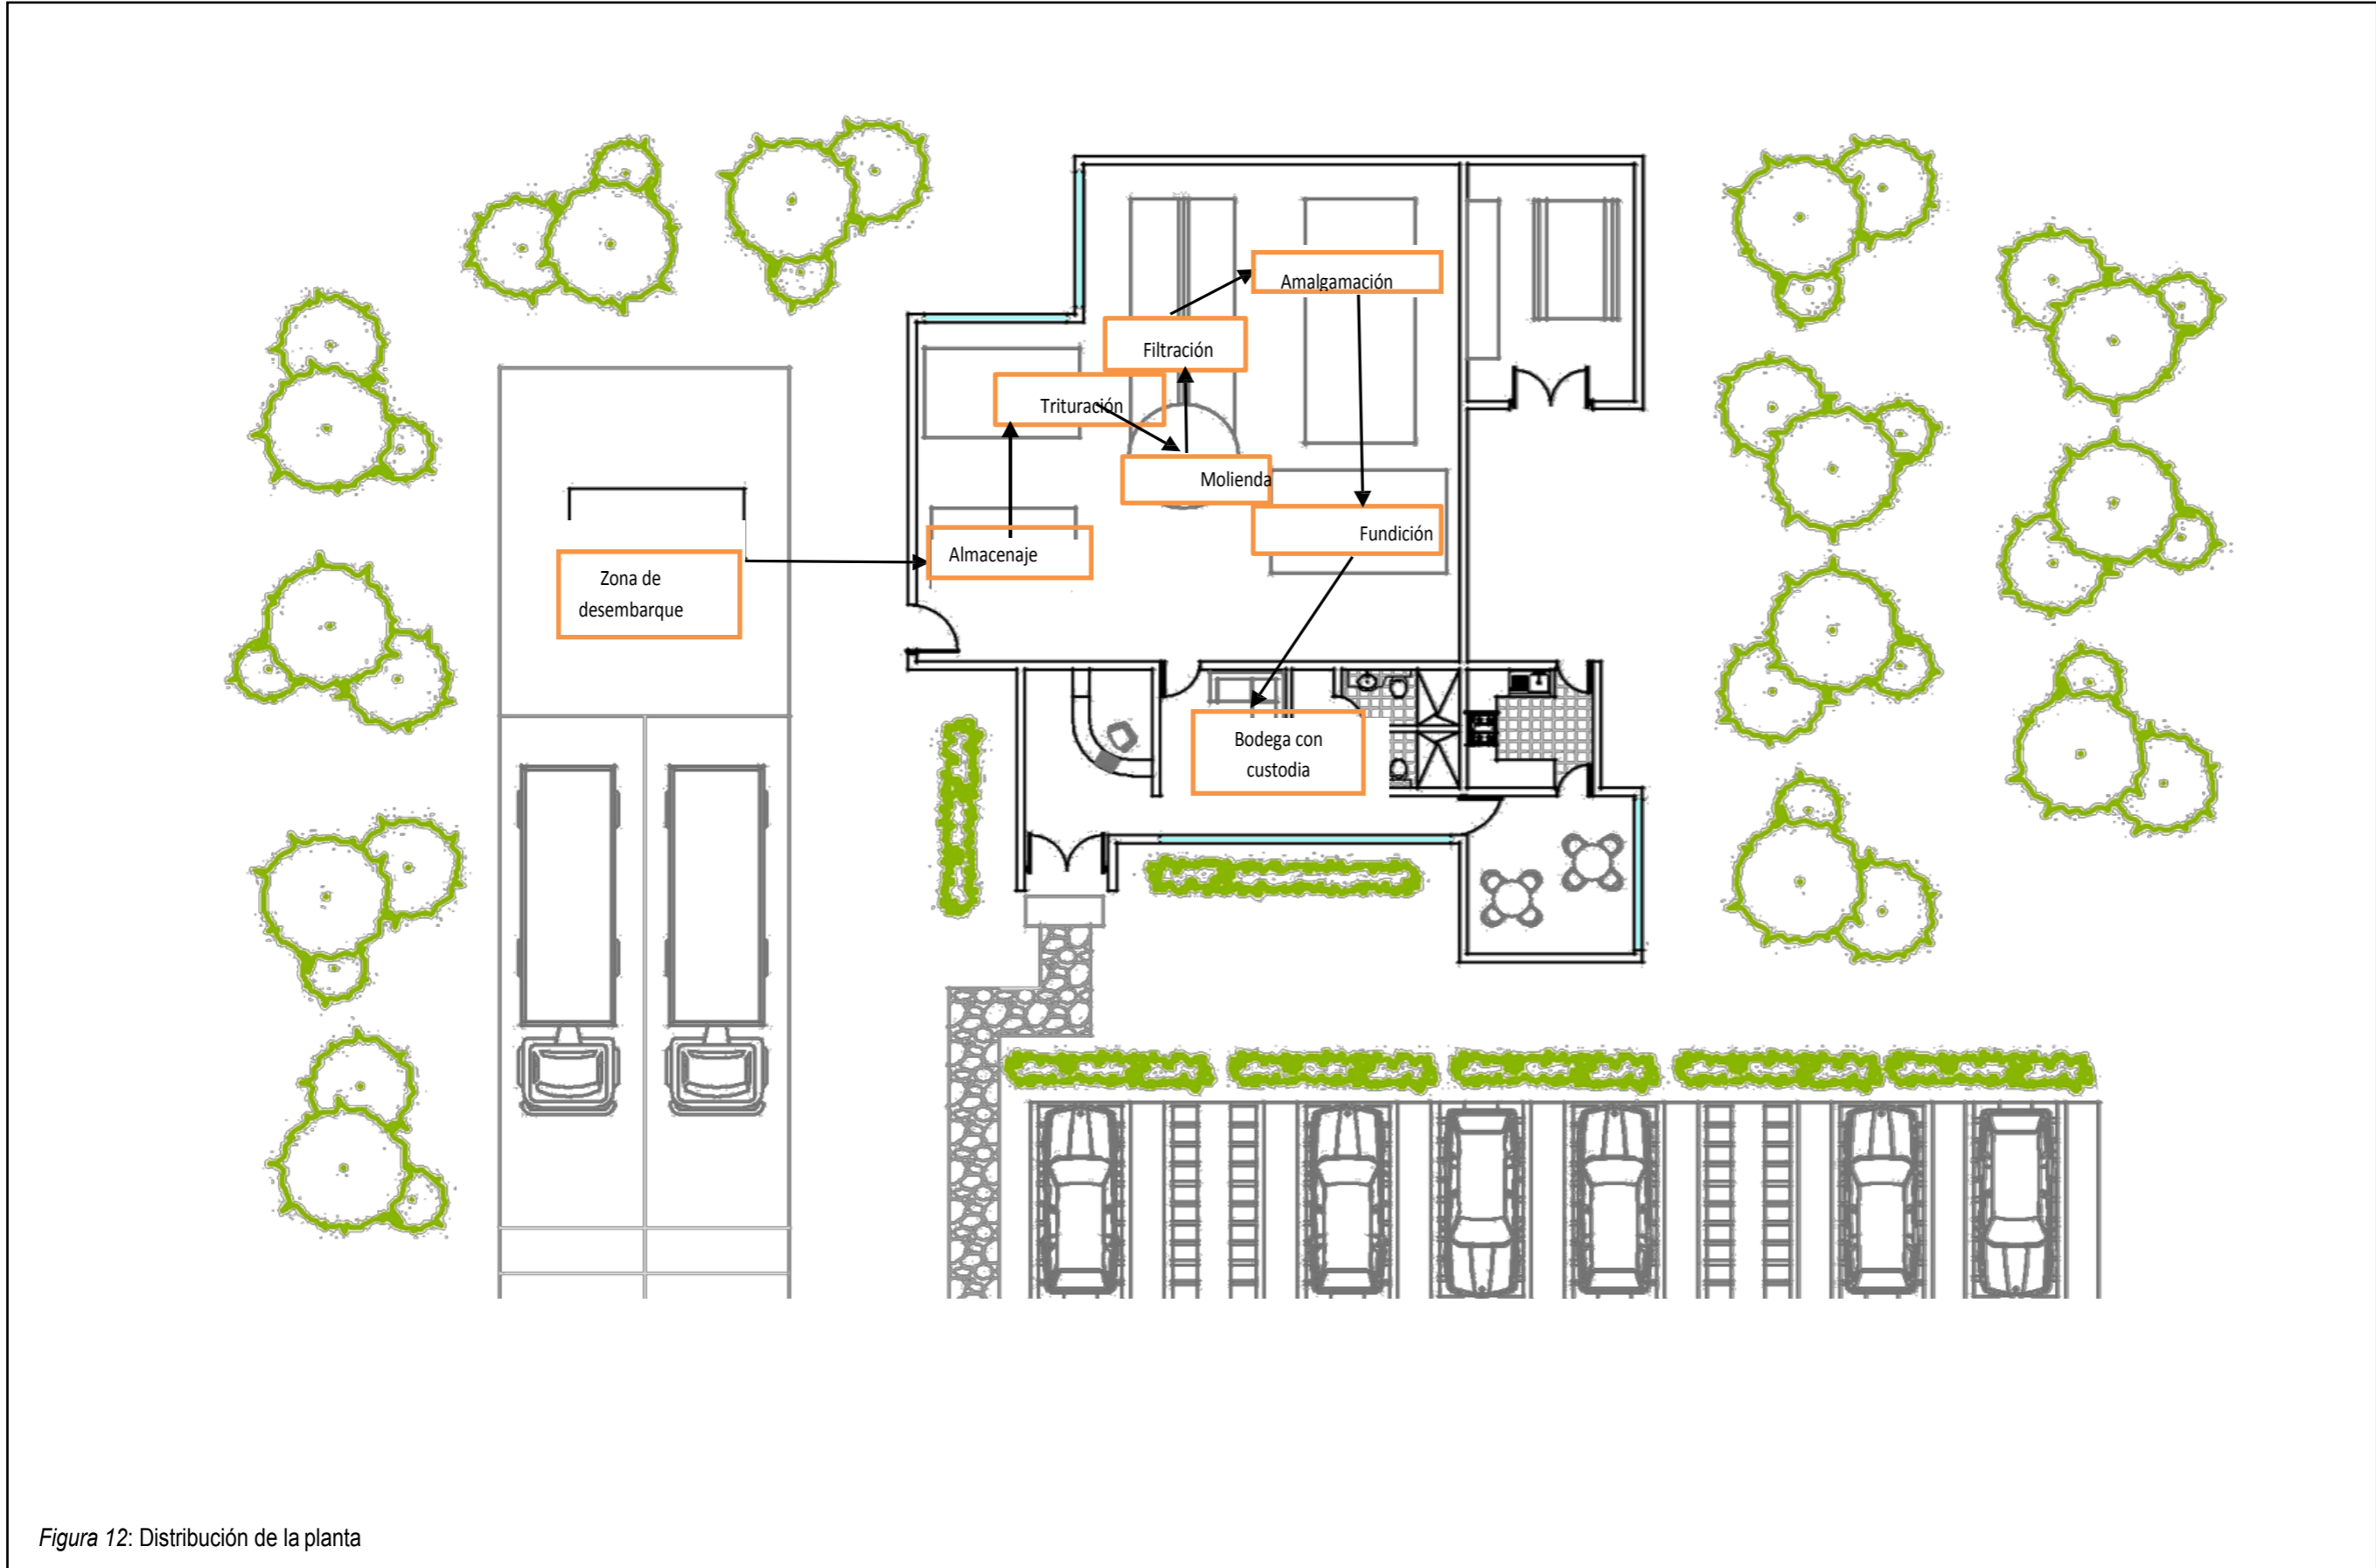 Amalgamación
Filtración
Trituración
Molienda
Fundición
Almacenaje
Zona de
desembarque
Bodega con
custodia
Figura 12: Distribución de la planta